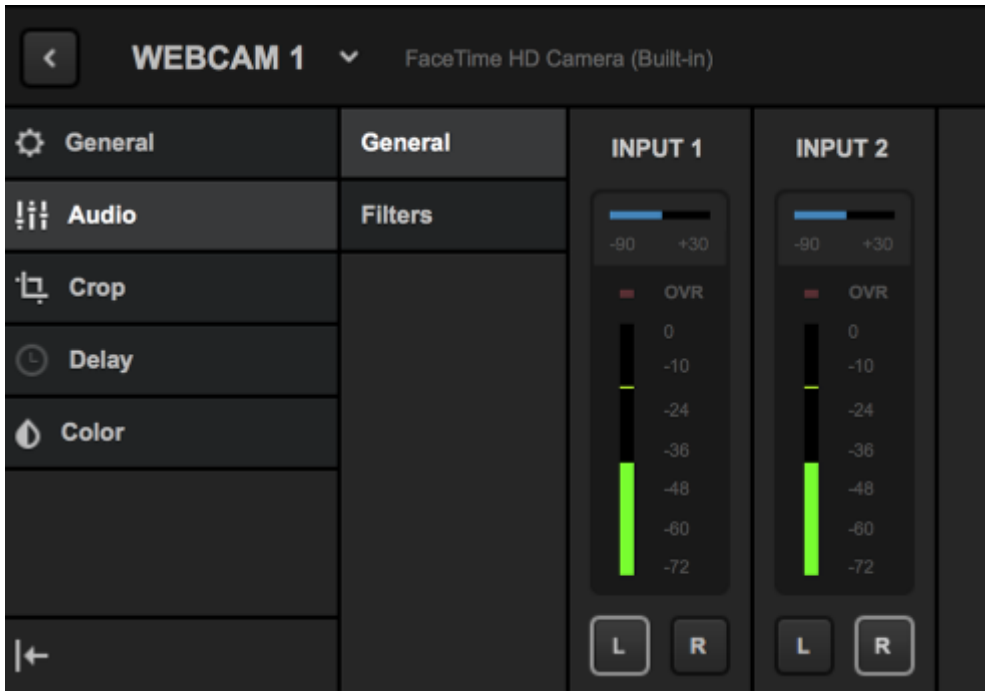 WEBCAM 1 FaceTime HD Camera (Built-in)
General
Audio
Crop
Delay
Color
General
Filters
INPUT 1
-90 +30
OVR
0
-10
-24
-36
-48
-60
-72
L R
INPUT 2
-90 +30
OVR
0
-10
-24
-36
-48
-60
-72
L R